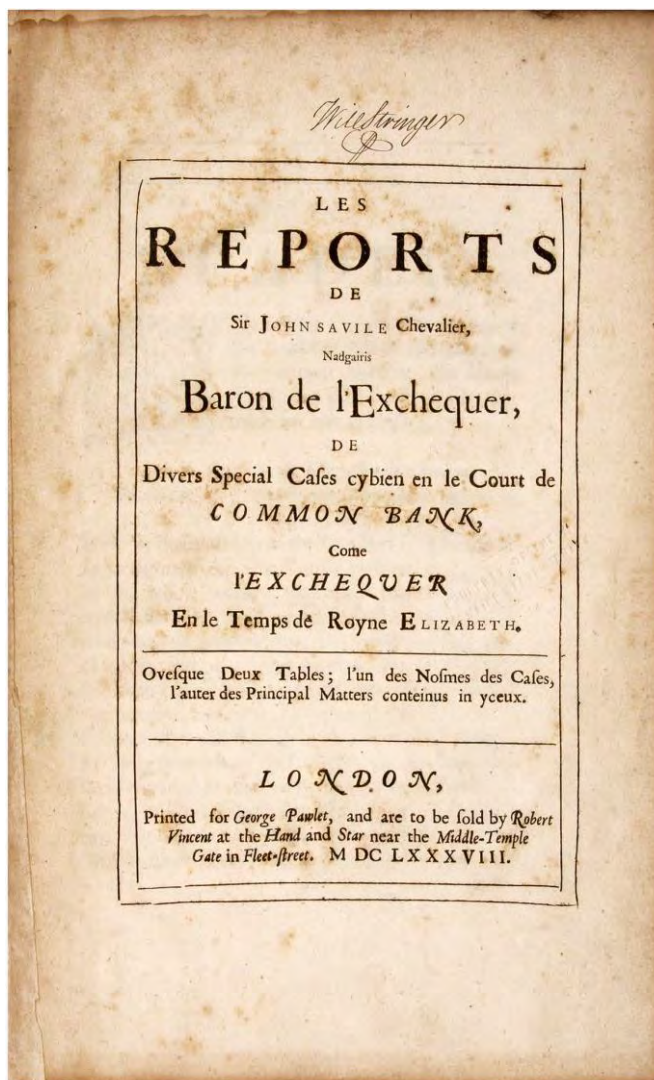 Will Stringer
LES
REPORTS
DE
Sir JOHN SAVILE Chevalier,
Nadgairis
Baron de l'Exchequer,
DE
Divers Special Caſes cybien en le Court de
COMMON BANK,
Come
l'EXCHEQUER
En le Temps de Royne ELIZABETH.
Oveſque Deux Tables; l'un des Noſmes des Caſes,
l'auter des Principal Matters conteinus in yceux.
LONDON,
Printed for George Pawlet, and are to be ſold by Robert
Vincent at the Hand and Star near the Middle-Temple
Gate in Fleet-ſtreet. M DC LXXXVIII.